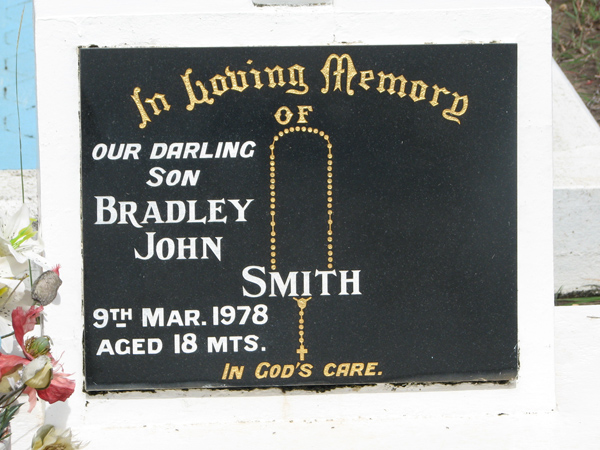 In Loving Memory
OF
OUR DARLING
SON
BRADLEY
JOHN
SMITH
9TH MAR. 1978
AGED 18 MTS.
IN GOD'S CARE.